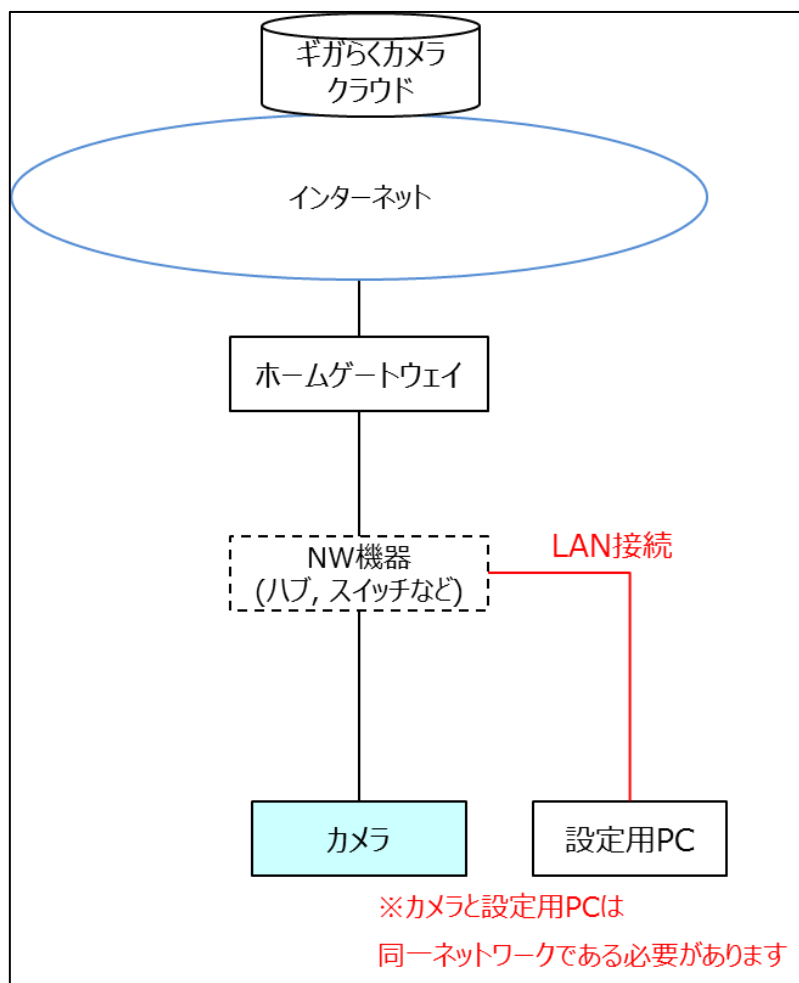 ギガらくカメラ
クラウド
インターネット
ホームゲートウェイ
NW機器
(ハブ, スイッチなど)
LAN接続
カメラ
設定用PC
※カメラと設定用PCは
同一ネットワークである必要があります